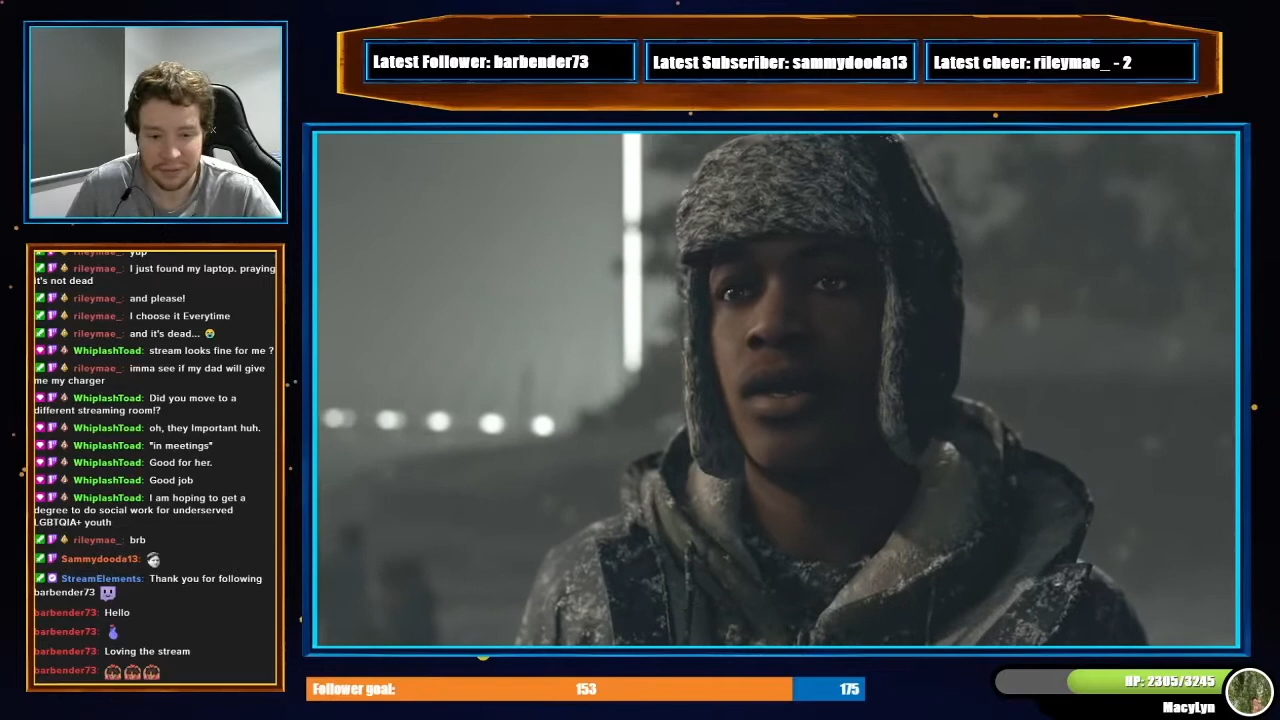 Latest Follower: barbender73
Latest Subscriber: sammydooda13
Latest cheer: rileymae_ - 2
rileymae_: yup
rileymae_: I just found my laptop. praying
it's not dead
rileymae_: and please!
rileymae_: I choose it Everytime
rileymae_: and it's dead...
WhiplashToad: stream looks fine for me ?
rileymae_: imma see if my dad will give
me my charger
WhiplashToad: Did you move to a
different streaming room!?
WhiplashToad: oh, they Important huh.
WhiplashToad: "in meetings"
WhiplashToad: Good for her.
WhiplashToad: Good job
WhiplashToad: I am hoping to get a
degree to do social work for underserved
LGBTQIA+ youth
rileymae_: brb
Sammydooda13:
StreamElements: Thank you for following
barbender73
barbender73: Hello
barbender73:
barbender73: Loving the stream
barbender73:
Follower goal: 153 175
HP: 2305/3245
MacyLyn